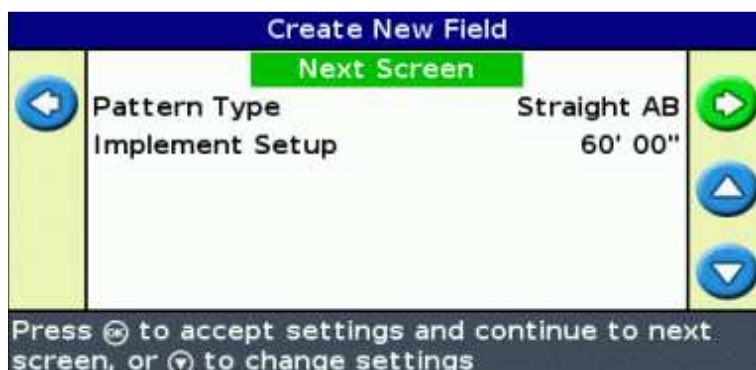 Create New Field
Next Screen
Pattern Type Straight AB
Implement Setup 60' 00"
Press OK to accept settings and continue to next
screen, or to change settings